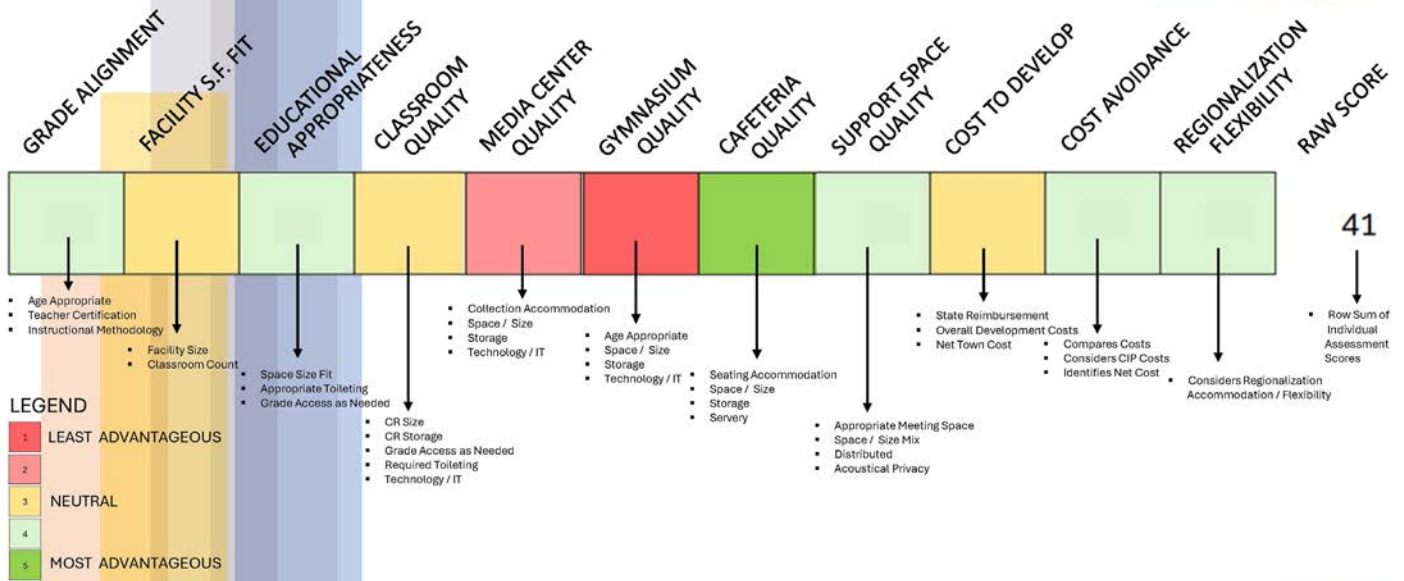 GRADE ALIGNMENT
FACILITY S.F. FIT
EDUCATIONAL
APPROPRIATENESS
CLASSROOM
QUALITY
MEDIA CENTER
QUALITY
GYMNASIUM
QUALITY
CAFETERIA
QUALITY
SUPPORT SPACE
QUALITY
COST TO DEVELOP
COST AVOIDANCE
REGIONALIZATION
FLEXIBILITY
RAW SCORE
41
▪ Age Appropriate
▪ Teacher Certification
▪ Instructional Methodology
▪ Facility Size
▪ Classroom Count
▪ Space Size Fit
▪ Appropriate Toileting
▪ Grade Access as Needed
▪ CR Size
▪ CR Storage
▪ Grade Access as Needed
▪ Required Toileting
▪ Technology / IT
▪ Collection Accommodation
▪ Space / Size
▪ Storage
▪ Technology / IT
▪ Age Appropriate
▪ Space / Size
▪ Storage
▪ Technology / IT
▪ Seating Accommodation
▪ Space / Size
▪ Storage
▪ Servery
▪ Appropriate Meeting Space
▪ Space / Size Mix
▪ Distributed
▪ Acoustical Privacy
▪ State Reimbursement
▪ Overall Development Costs
▪ Net Town Cost
▪ Compares Costs
▪ Considers CIP Costs
▪ Identifies Net Cost
▪ Considers Regionalization
Accommodation / Flexibility
▪ Row Sum of
Individual
Assessment
Scores
LEGEND
1 LEAST ADVANTAGEOUS
2
3 NEUTRAL
4
5 MOST ADVANTAGEOUS